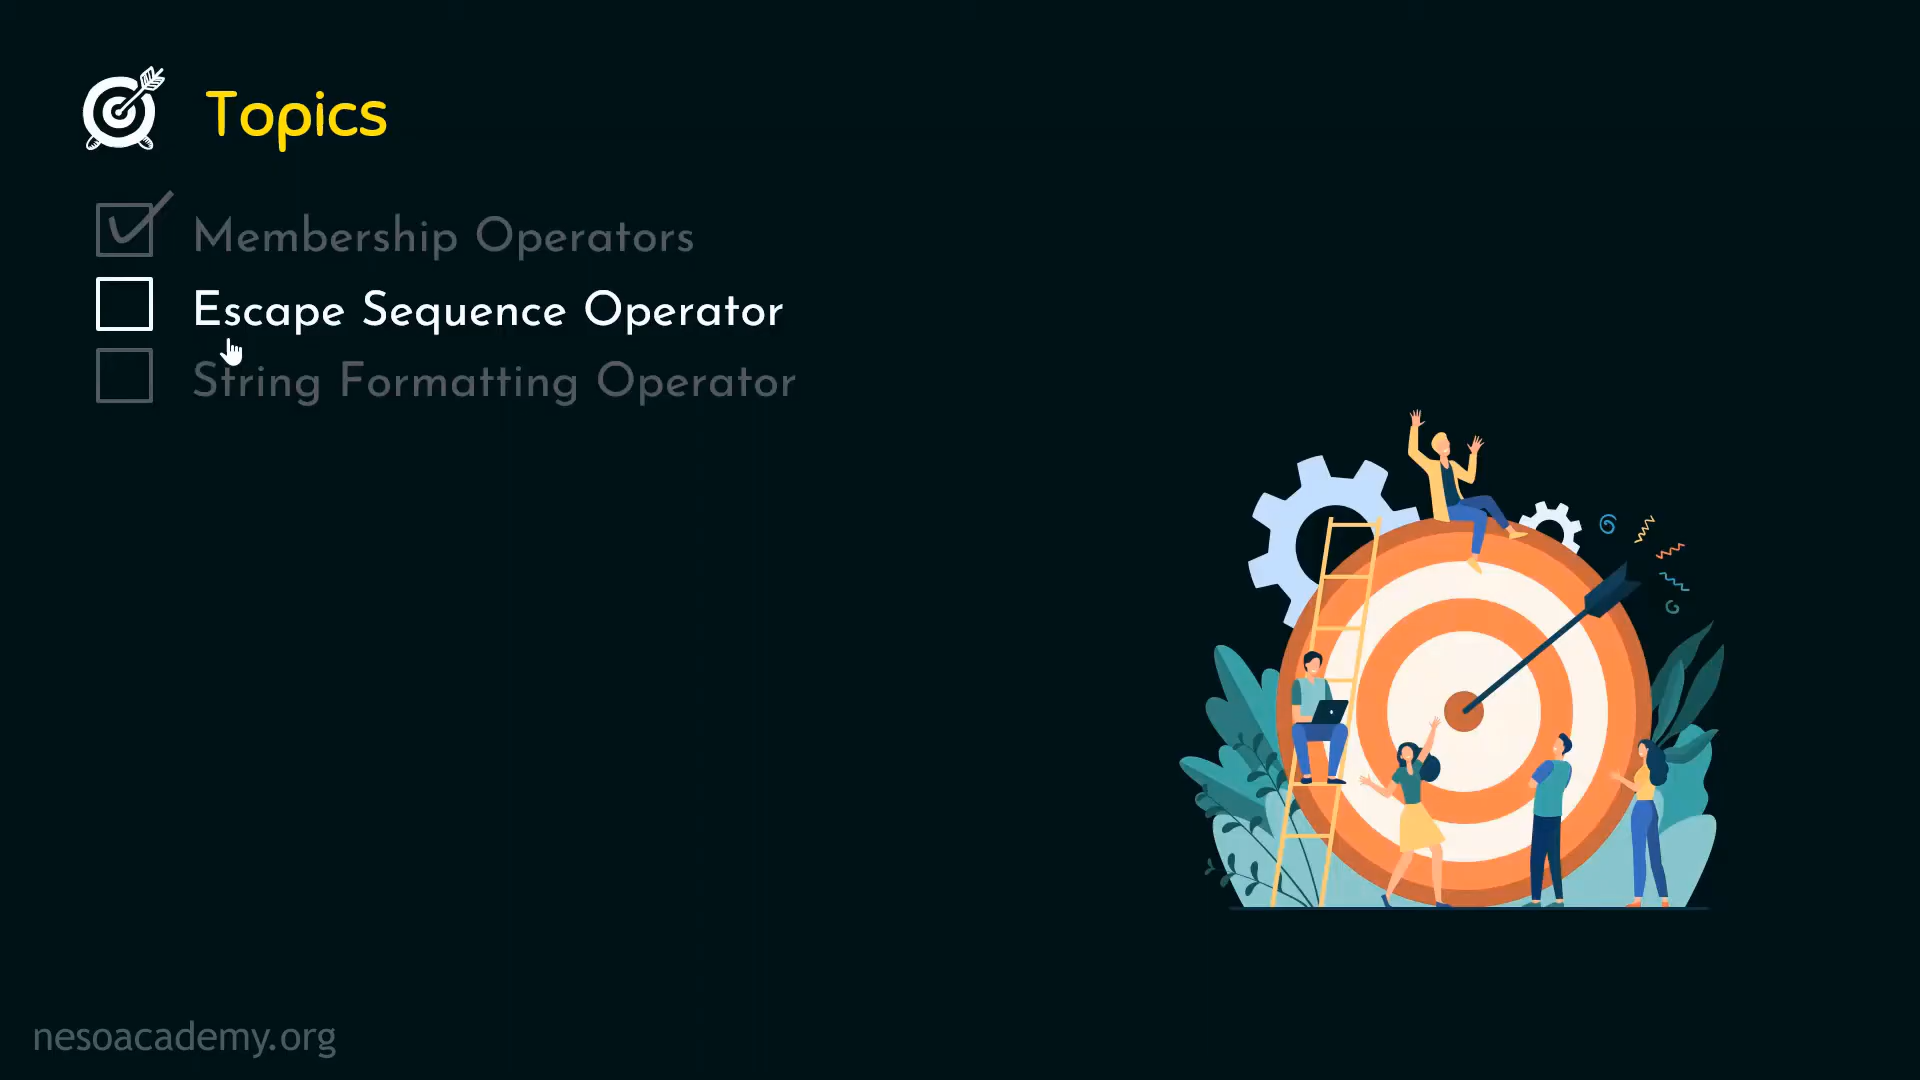 Topics
Membership Operators
Escape Sequence Operator
String Formatting Operator
nesoacademy.org